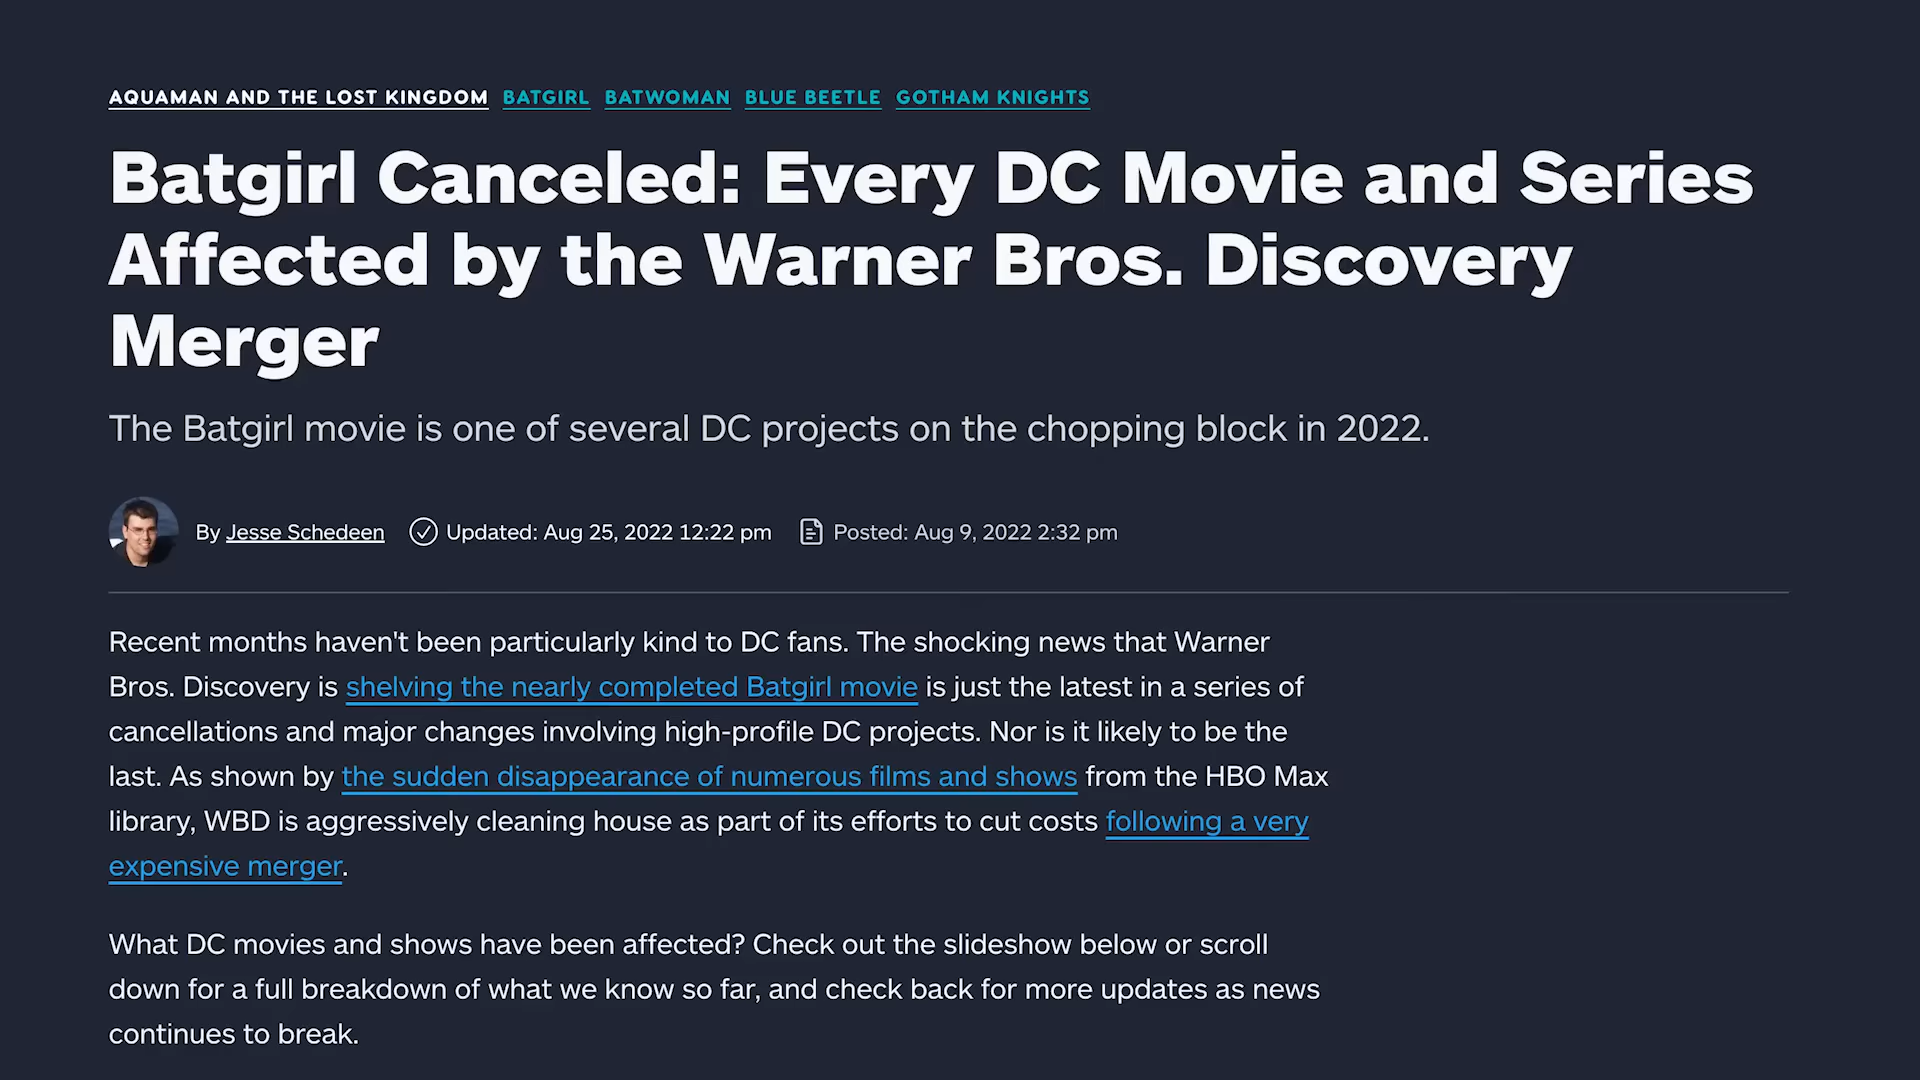 AQUAMAN AND THE LOST KINGDOM BATGIRL BATWOMAN BLUE BEETLE GOTHAM KNIGHTS
Batgirl Canceled: Every DC Movie and Series
Affected by the Warner Bros. Discovery
Merger
The Batgirl movie is one of several DC projects on the chopping block in 2022.
By Jesse Schedeen Updated: Aug 25, 2022 12:22 pm Posted: Aug 9, 2022 2:32 pm
Recent months haven't been particularly kind to DC fans. The shocking news that Warner
Bros. Discovery is shelving the nearly completed Batgirl movie is just the latest in a series of
cancellations and major changes involving high-profile DC projects. Nor is it likely to be the
last. As shown by the sudden disappearance of numerous films and shows from the HBO Max
library, WBD is aggressively cleaning house as part of its efforts to cut costs following a very
expensive merger.
What DC movies and shows have been affected? Check out the slideshow below or scroll
down for a full breakdown of what we know so far, and check back for more updates as news
continues to break.